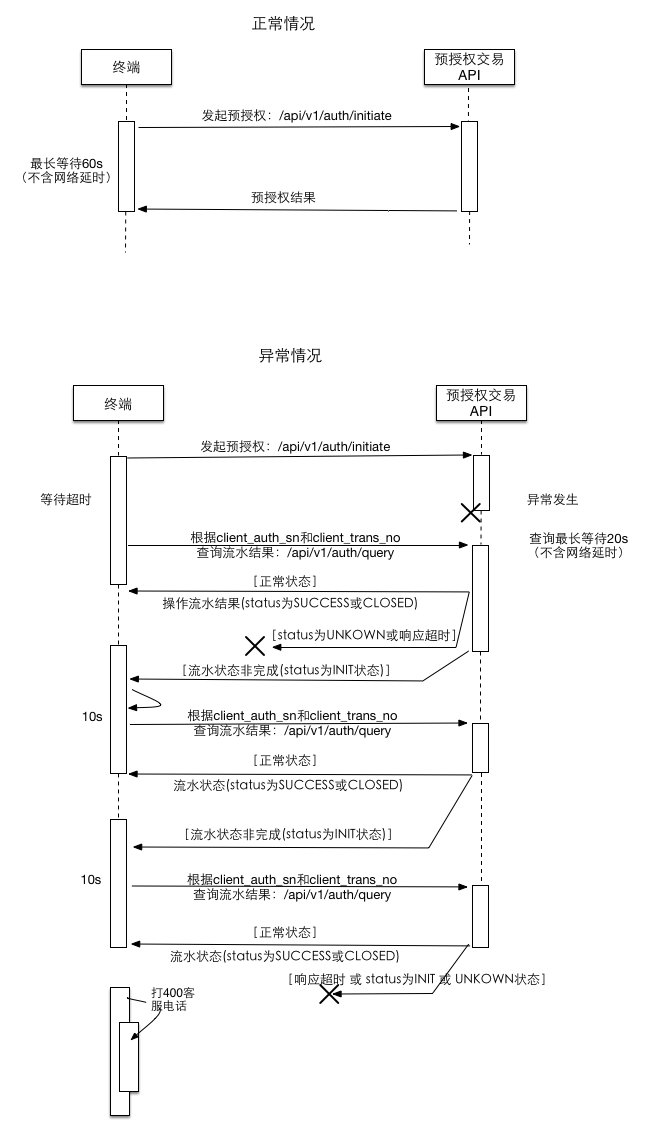 正常情况
终端
预授权交易
API
发起预授权：/api/v1/auth/initiate
最长等待60s
（不含网络延时）
预授权结果
异常情况
终端
预授权交易
API
发起预授权：/api/v1/auth/initiate
等待超时
异常发生
根据client_auth_sn和client_trans_no
查询流水结果：/api/v1/auth/query
查询最长等待20s
（不含网络延时）
[正常状态]
操作流水结果(status为SUCCESS或CLOSED)
[status为UNKOWN或响应超时]
[流水状态非完成(status为INIT状态)]
10s
根据client_auth_sn和client_trans_no
查询流水结果：/api/v1/auth/query
[正常状态]
流水状态(status为SUCCESS或CLOSED)
[流水状态非完成(status为INIT状态)]
10s
根据client_auth_sn和client_trans_no
查询流水结果：/api/v1/auth/query
[正常状态]
流水状态(status为SUCCESS或CLOSED)
[响应超时 或 status为INIT 或 UNKOWN状态]
打400客
服电话